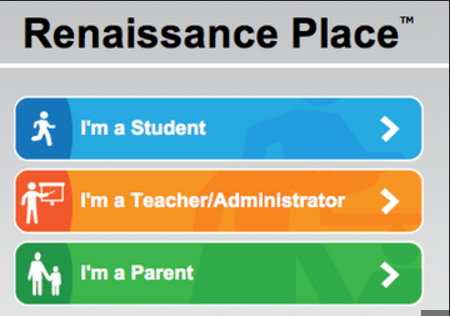 Renaissance Place™
I'm a Student
I'm a Teacher/Administrator
I'm a Parent